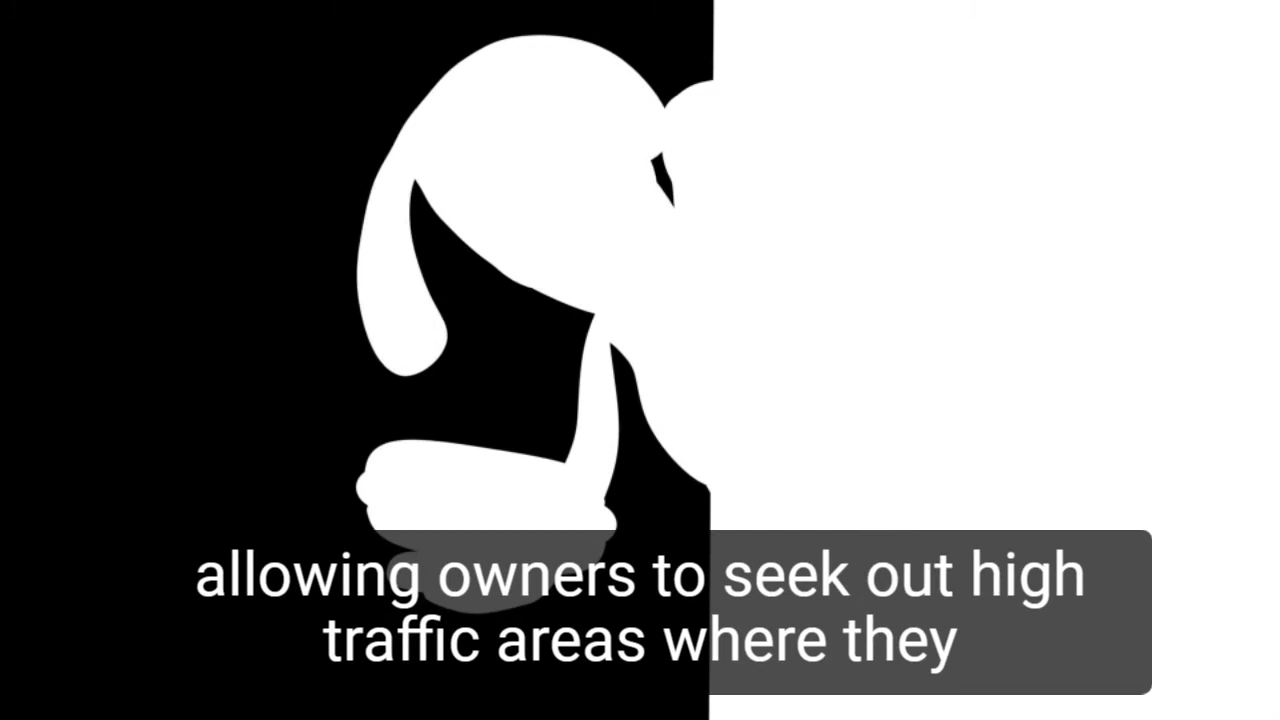 allowing owners to seek out high
traffic areas where they